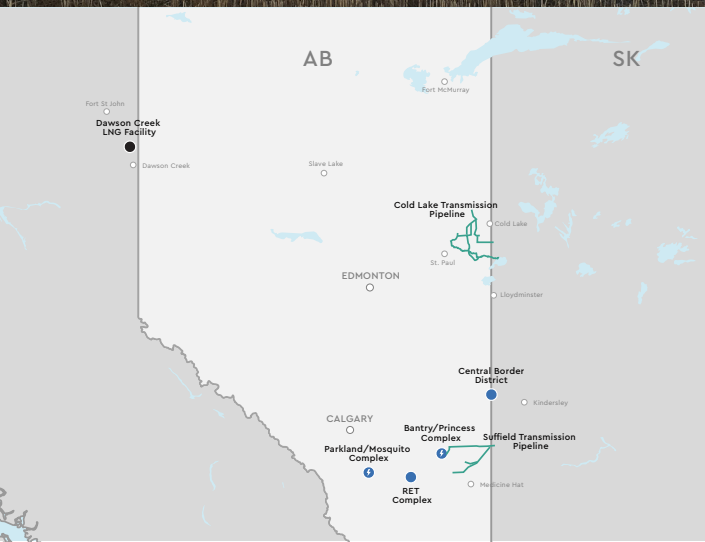 AB
SK
Fort McMurray
Fort St John
Dawson Creek
LNG Facility
Dawson Creek
Slave Lake
Cold Lake Transmission
Pipeline
Cold Lake
St. Paul
EDMONTON
Lloydminster
Central Border
District
Kindersley
CALGARY
Bantry/Princess
Complex
Suffield Transmission
Pipeline
Parkland/Mosquito
Complex
RET
Complex
Medicine Hat